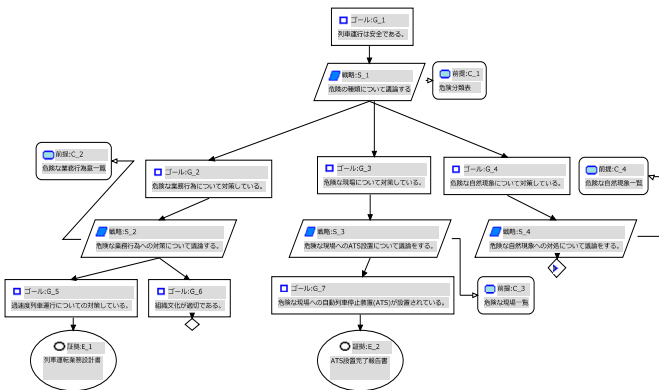 ゴール:G_1
列車運行は安全である。
戦略:S_1
危険の種類について議論する
前提:C_1
危険分類表
前提:C_2
危険な業務行為意一覧
ゴール:G_2
危険な業務行為について対策している。
ゴール:G_3
危険な現場について対策している。
ゴール:G_4
危険な自然現象について対策している。
前提:C_4
危険な自然現象一覧
戦略:S_2
危険な業務行為への対策について議論する。
戦略:S_3
危険な現場へのATS設置について議論をする。
戦略:S_4
危険な自然現象への対処について議論をする。
ゴール:G_5
過速度列車運行についての対策している。
ゴール:G_6
組織文化が適切である。
ゴール:G_7
危険な現場への自動列車停止装置(ATS)が設置されている。
前提:C_3
危険な現場一覧
証拠:E_1
列車運転業務設計書
証拠:E_2
ATS設置完了報告書